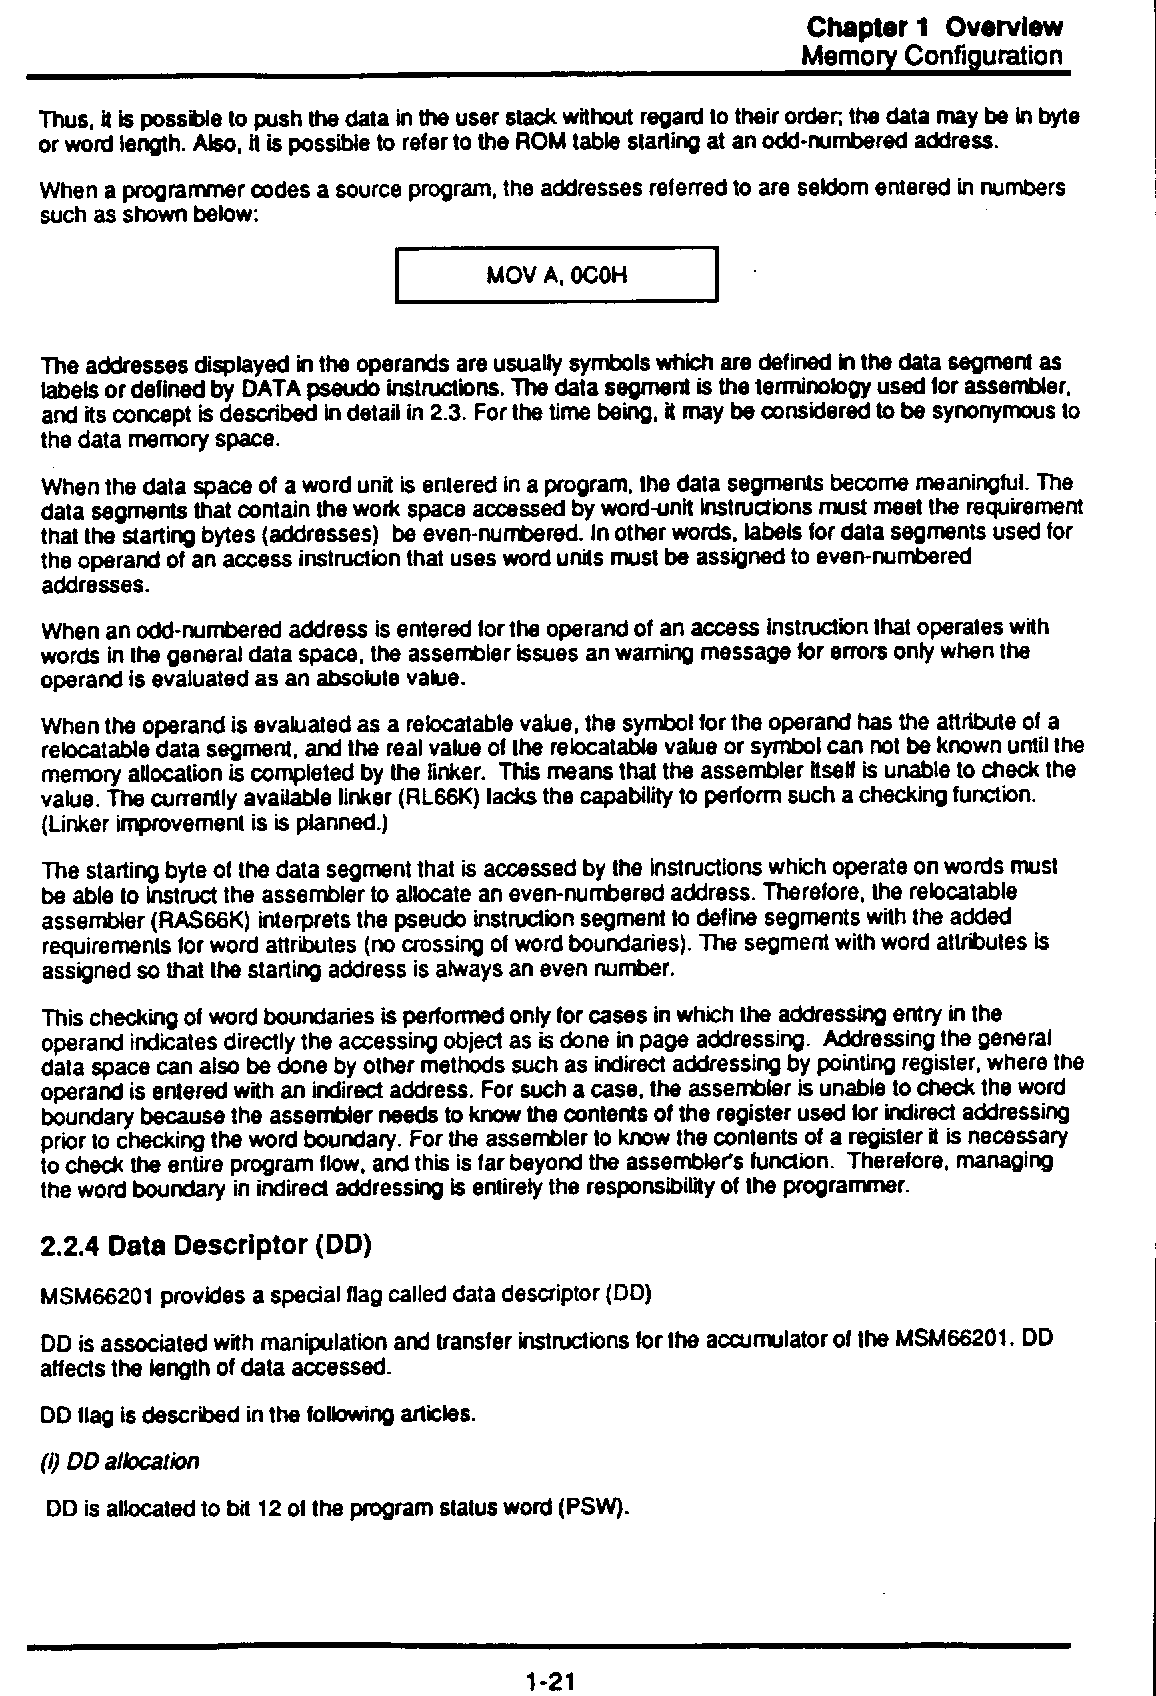 Chapter 1 Overview
Memory Configuration
Thus, it is possible to push the data in the user stack without regard to their order; the data may be in byte
or word length. Also, it is possible to refer to the ROM table starting at an odd-numbered address.
When a programmer codes a source program, the addresses referred to are seldom entered in numbers
such as shown below:
MOV A, 0C0H
The addresses displayed in the operands are usually symbols which are defined in the data segment as
labels or defined by DATA pseudo instructions. The data segment is the terminology used for assembler,
and its concept is described in detail in 2.3. For the time being, it may be considered to be synonymous to
the data memory space.
When the data space of a word unit is entered in a program, the data segments become meaningful. The
data segments that contain the work space accessed by word-unit instructions must meet the requirement
that the starting bytes (addresses) be even-numbered. In other words, labels for data segments used for
the operand of an access instruction that uses word units must be assigned to even-numbered
addresses.
When an odd-numbered address is entered for the operand of an access instruction that operates with
words in the general data space, the assembler issues an warning message for errors only when the
operand is evaluated as an absolute value.
When the operand is evaluated as a relocatable value, the symbol for the operand has the attribute of a
relocatable data segment, and the real value of the relocatable value or symbol can not be known until the
memory allocation is completed by the linker. This means that the assembler itself is unable to check the
value. The currently available linker (RL66K) lacks the capability to perform such a checking function.
(Linker improvement is is planned.)
The starting byte of the data segment that is accessed by the instructions which operate on words must
be able to instruct the assembler to allocate an even-numbered address. Therefore, the relocatable
assembler (RAS66K) interprets the pseudo instruction segment to define segments with the added
requirements for word attributes (no crossing of word boundaries). The segment with word attributes is
assigned so that the starting address is always an even number.
This checking of word boundaries is performed only for cases in which the addressing entry in the
operand indicates directly the accessing object as is done in page addressing. Addressing the general
data space can also be done by other methods such as indirect addressing by pointing register, where the
operand is entered with an indirect address. For such a case, the assembler is unable to check the word
boundary because the assembler needs to know the contents of the register used for indirect addressing
prior to checking the word boundary. For the assembler to know the contents of a register it is necessary
to check the entire program flow, and this is far beyond the assembler's function. Therefore, managing
the word boundary in indirect addressing is entirely the responsibility of the programmer.
2.2.4 Data Descriptor (DD)
MSM66201 provides a special flag called data descriptor (DD)
DD is associated with manipulation and transfer instructions for the accumulator of the MSM66201. DD
affects the length of data accessed.
DD flag is described in the following articles.
(i) DD allocation
DD is allocated to bit 12 of the program status word (PSW).
1-21